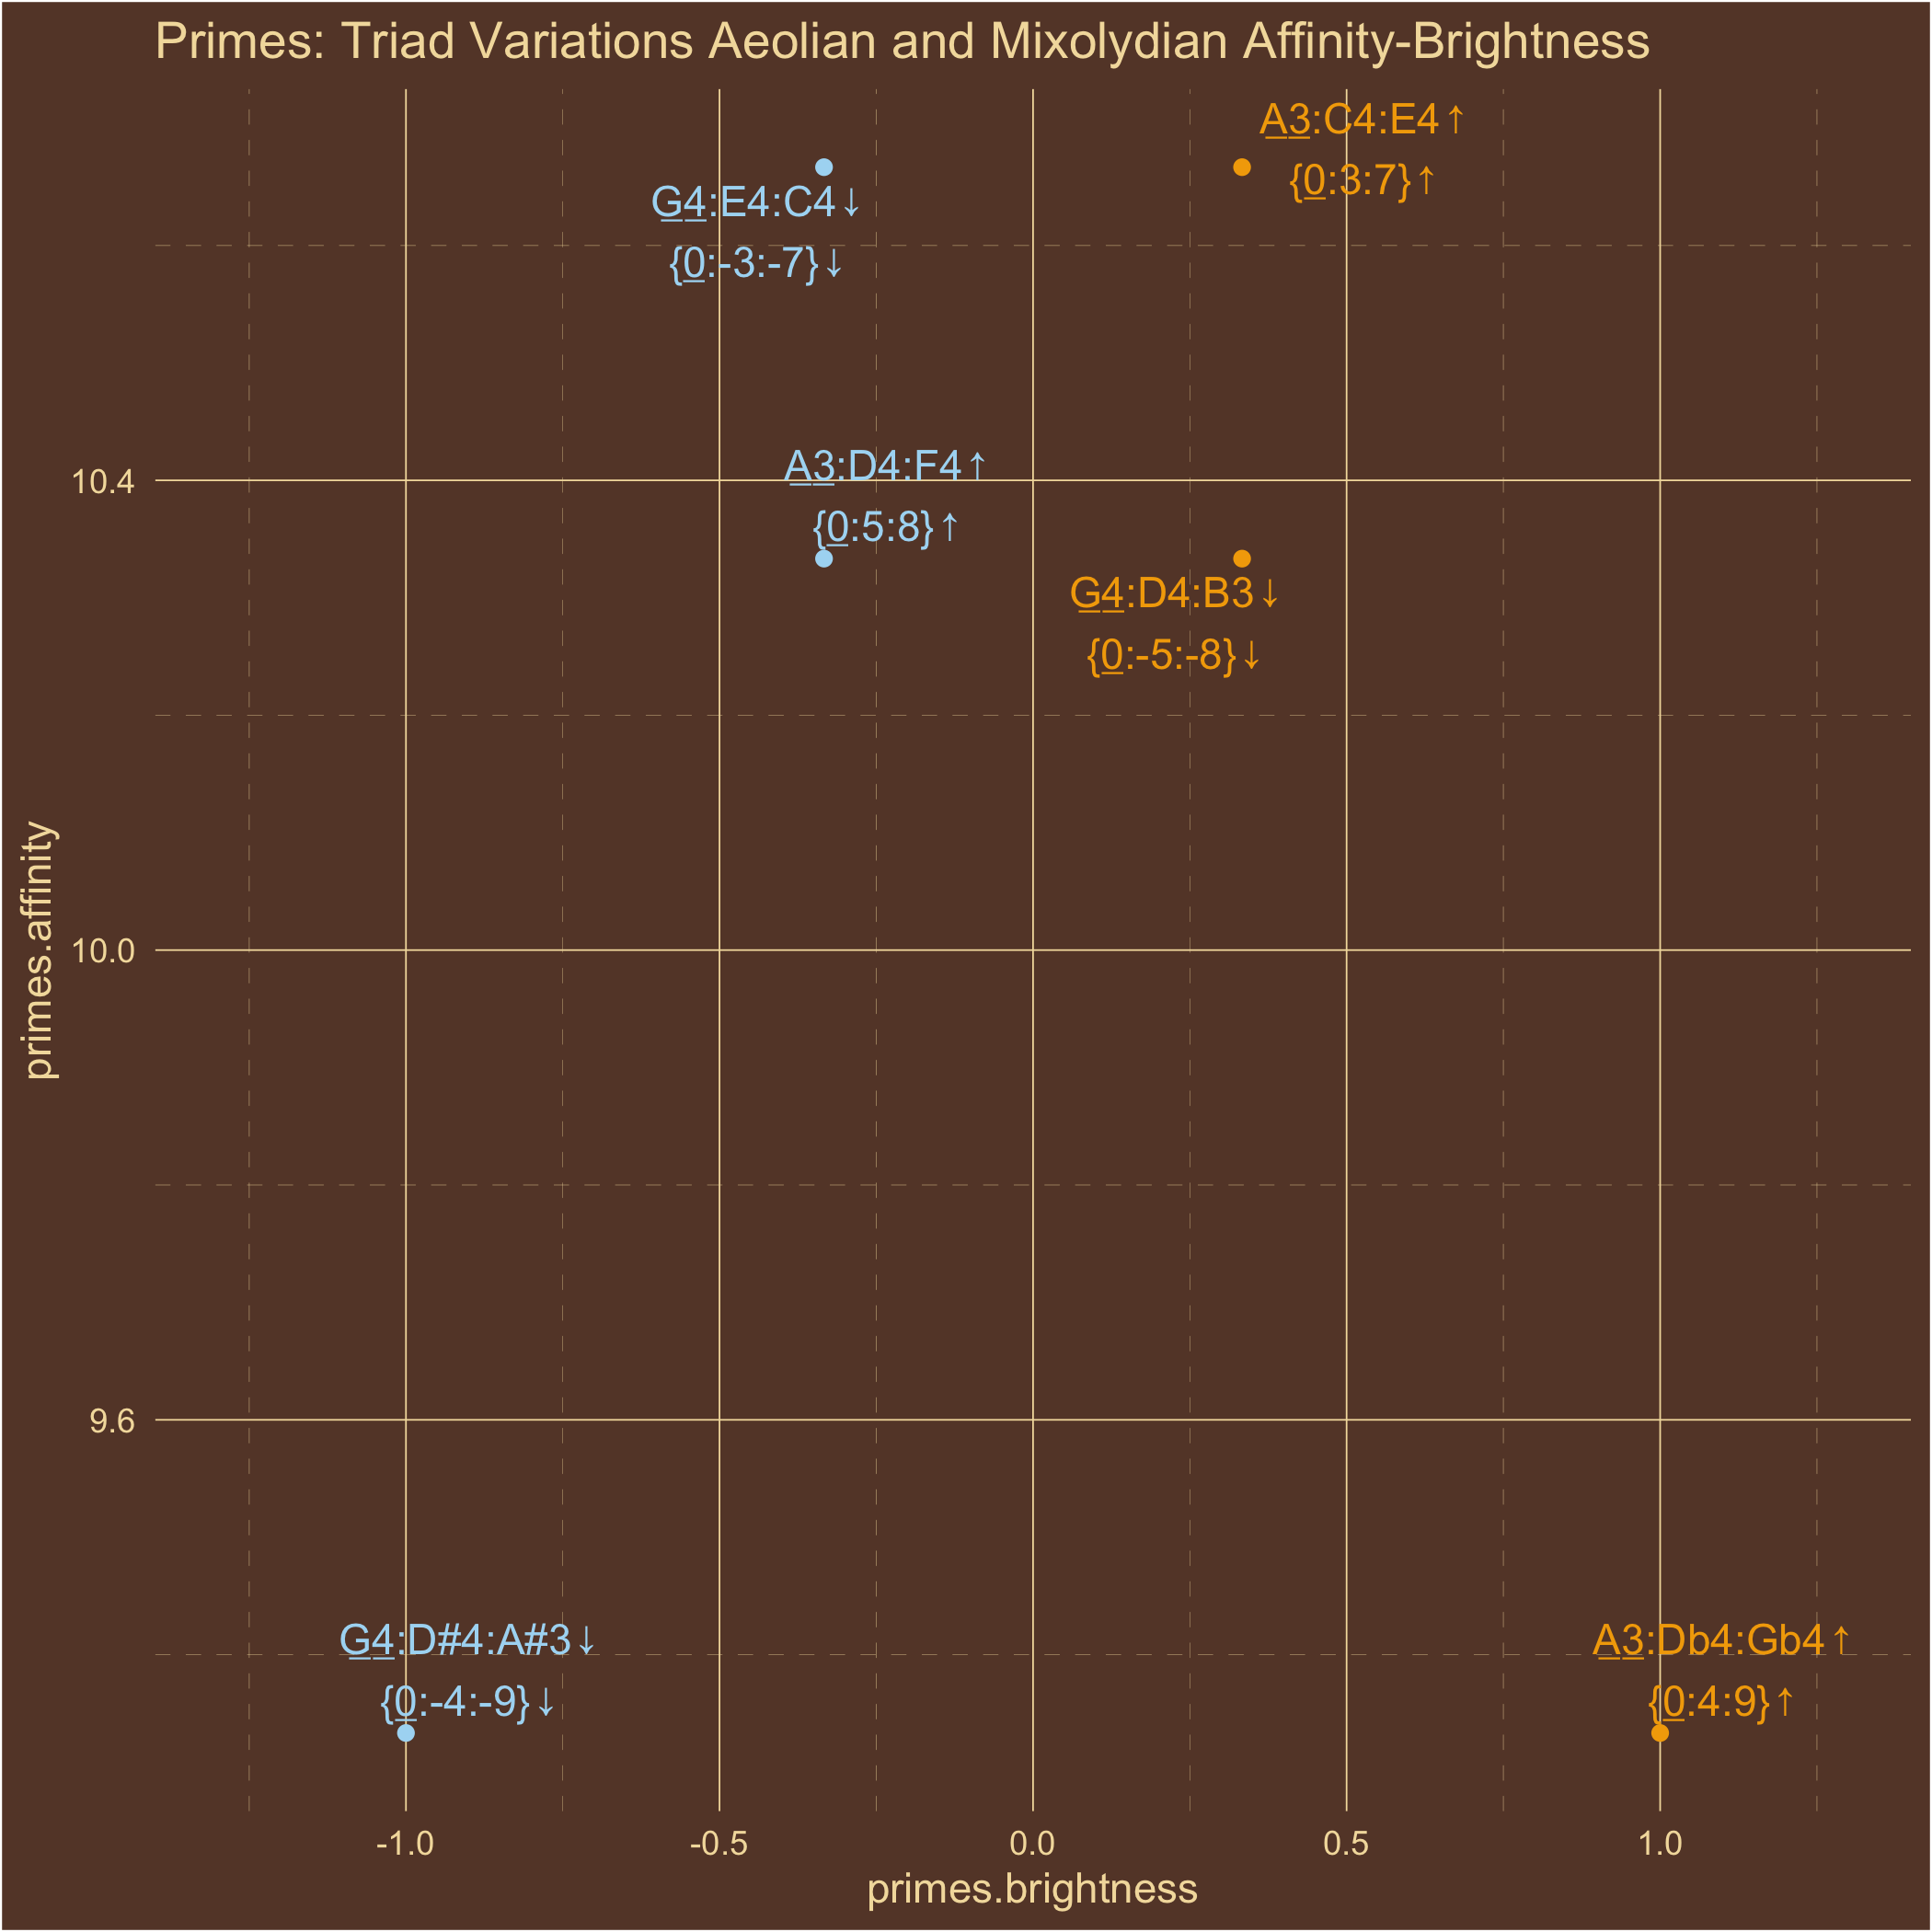 Primes: Triad Variations Aeolian and Mixolydian Affinity-Brightness
A3:C4:E4↑
{0:3:7}↑
G4:E4:C4↓
{0:-3:-7}↓
A3:D4:F4↑
{0:5:8}↑
G4:D4:B3↓
{0:-5:-8}↓
G4:D#4:A#3↓
{0:-4:-9}↓
A3:Db4:Gb4↑
{0:4:9}↑
10.4
10.0
9.6
primes.affinity
-1.0
-0.5
0.0
0.5
1.0
primes.brightness